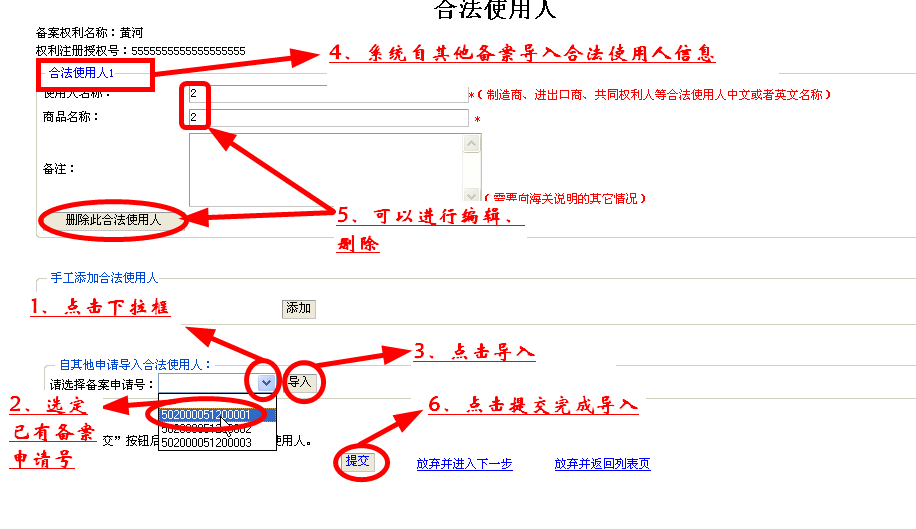 合法使用人
备案权利名称：黄河
权利注册授权号：5555555555555555555
4、系统自其他备案导入合法使用人信息
合法使用人1
使用人名称：
2
*（制造商、进出口商、共同权利人等合法使用人中文或者英文名称）
商品名称：
2
*
备注：
（需要向海关说明的其它情况）
删除此合法使用人
5、可以进行编辑、
删除
手工添加合法使用人
1、点击下拉框
添加
3、点击导入
自其他申请导入合法使用人：
请选择备案申请号：
导入
2、选定
已有备案
申请号
502000051200001
502000051200002
502000051200003
6、点击提交完成导入
交”按钮后
使用人。
提交
放弃并进入下一步
放弃并返回列表页